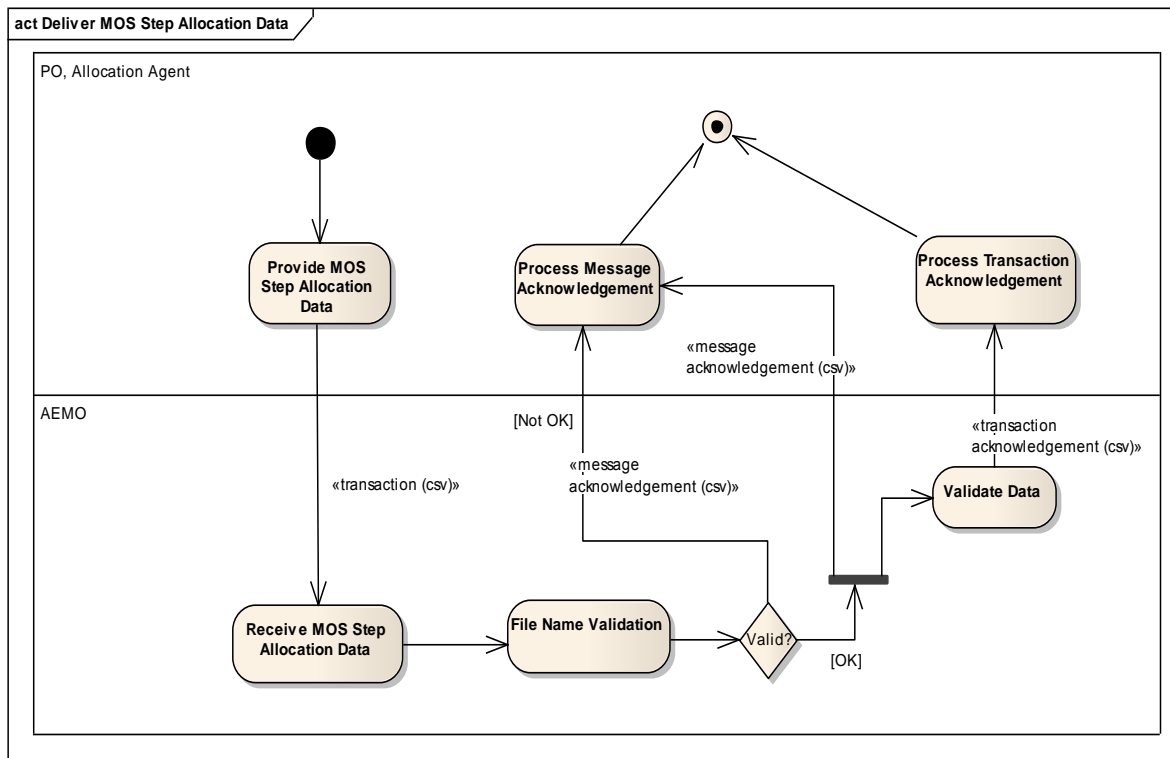 act Deliver MOS Step Allocation Data
PO, Allocation Agent
Provide MOS
Step Allocation
Data
Process Message
Acknowledgement
Process Transaction
Acknowledgement
«message
acknowledgement (csv)»
AEMO
[Not OK]
«transaction
acknowledgement (csv)»
«message
acknowledgement (csv)»
«transaction (csv)»
Validate Data
Receive MOS Step
Allocation Data
File Name Validation
Valid?
[OK]